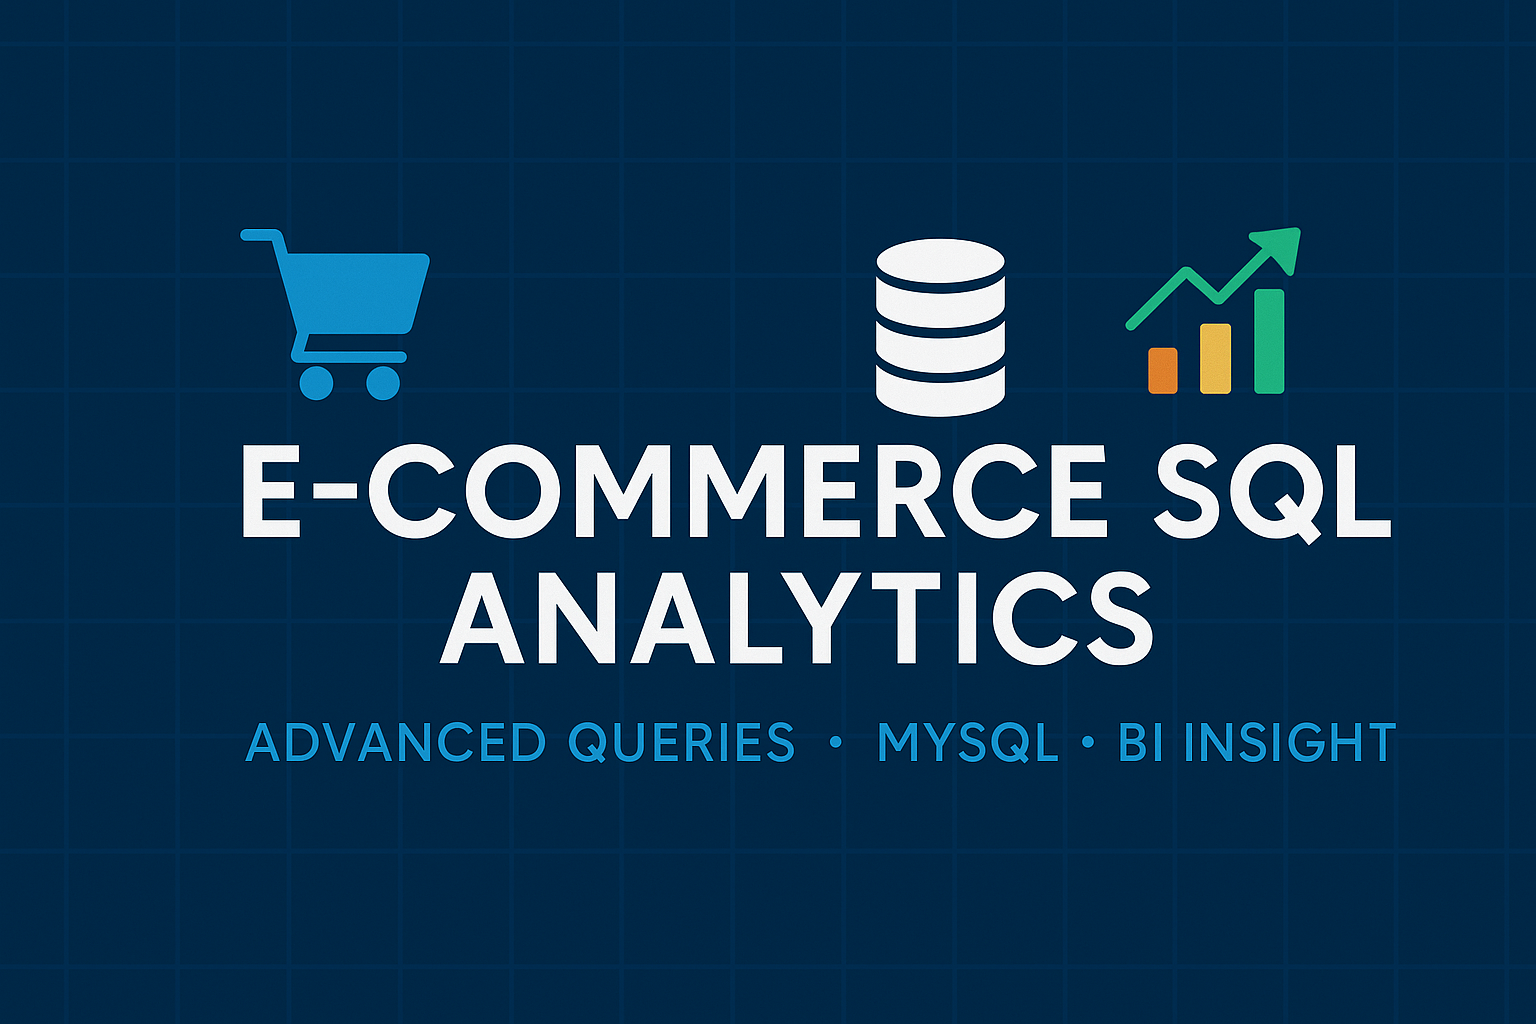 E-COMMERCE SQL
ANALYTICS
ADVANCED QUERIES • MYSQL • BI INSIGHT